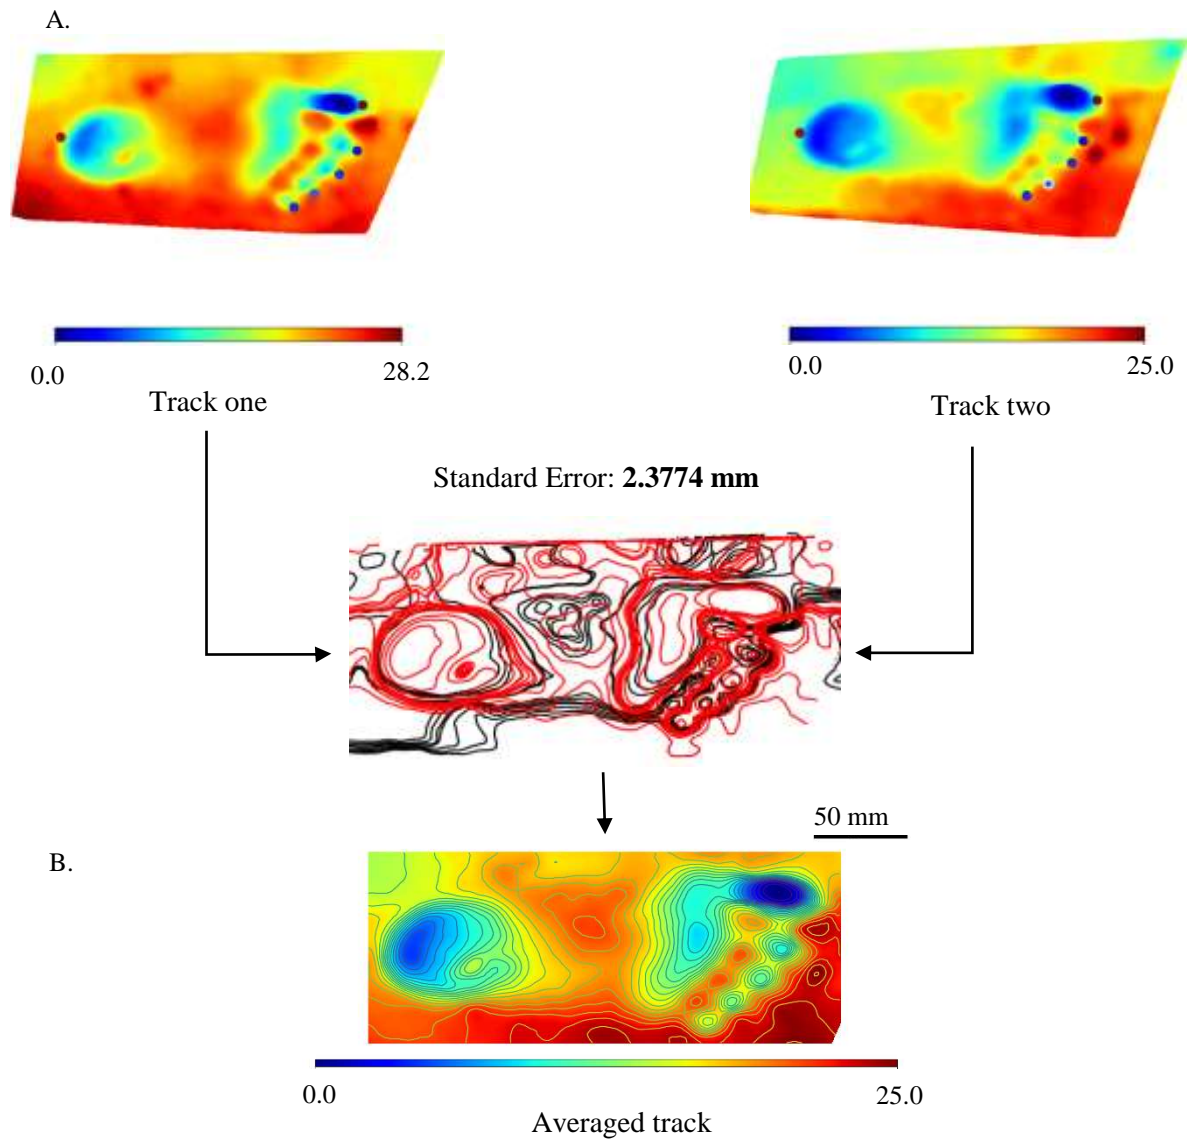 A.
0.0 28.2
Track one
0.0 25.0
Track two
Standard Error: 2.3774 mm
50 mm
B.
0.0 25.0
Averaged track